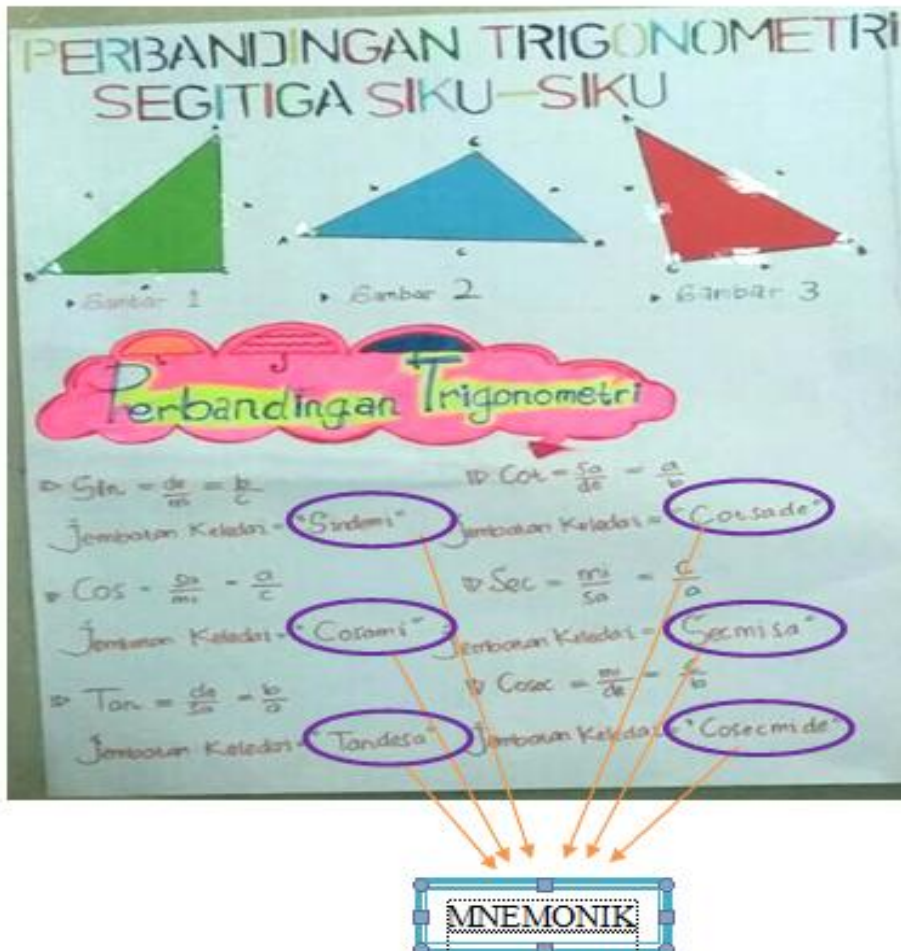 PERBANDINGAN TRIGONOMETRI
SEGITIGA SIKU-SIKU
Gambar 1
Gambar 2
Gambar 3
Perbandingan Trigonometri
Sin = de/mi = b/c
Jembatan Keledai = "Sindemi"
Cos = sa/mi = a/c
Jembatan Keledai = "Cosami"
Tan = de/sa = b/a
Jembatan Keledai = "Tandesa"
Cot = sa/de = a/b
Jembatan Keledai = "Cotsade"
Sec = mi/sa = c/a
Jembatan Keledai = "Secmisa"
Cosec = mi/de = c/b
Jembatan Keledai = "Cosecmide"
MNEMONIK